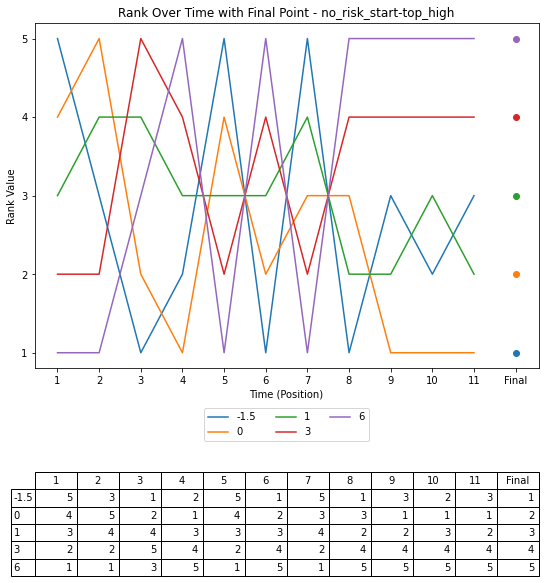 Rank Over Time with Final Point - no_risk_start-top_high
5
4
3
2
1
Rank Value
1 2 3 4 5 6 7 8 9 10 11 Final
Time (Position)
-1.5 1 6
0 3
1 2 3 4 5 6 7 8 9 10 11 Final
-1.5 5 3 1 2 5 1 5 1 3 2 3 1
0 4 5 2 1 4 2 3 3 1 1 1 2
1 3 4 4 3 3 3 4 2 2 3 2 3
3 2 2 5 4 2 4 2 4 4 4 4 4
6 1 1 3 5 1 5 1 5 5 5 5 5